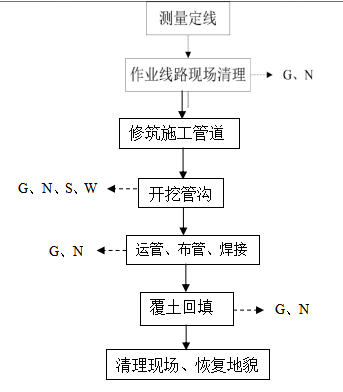 测量定线
作业线路现场清理
G、N
修筑施工管道
G、N、S、W
开挖管沟
G、N
运管、布管、焊接
覆土回填
G、N
清理现场、恢复地貌